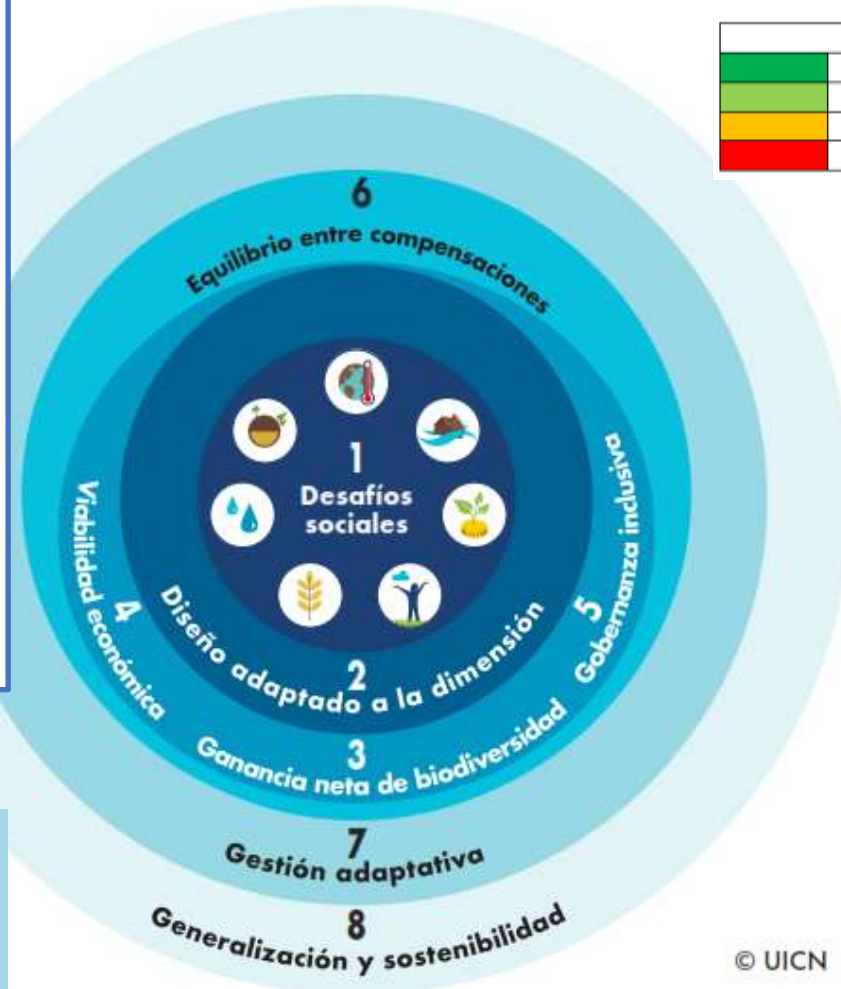 6
Equilibrio entre compensaciones
1
Desafíos
sociales
Viabilidad económica
4
5
Gobernanza inclusiva
Diseño adaptado a la dimensión
2
3
Ganancia neta de biodiversidad
7
Gestión adaptativa
8
Generalización y sostenibilidad
© UICN